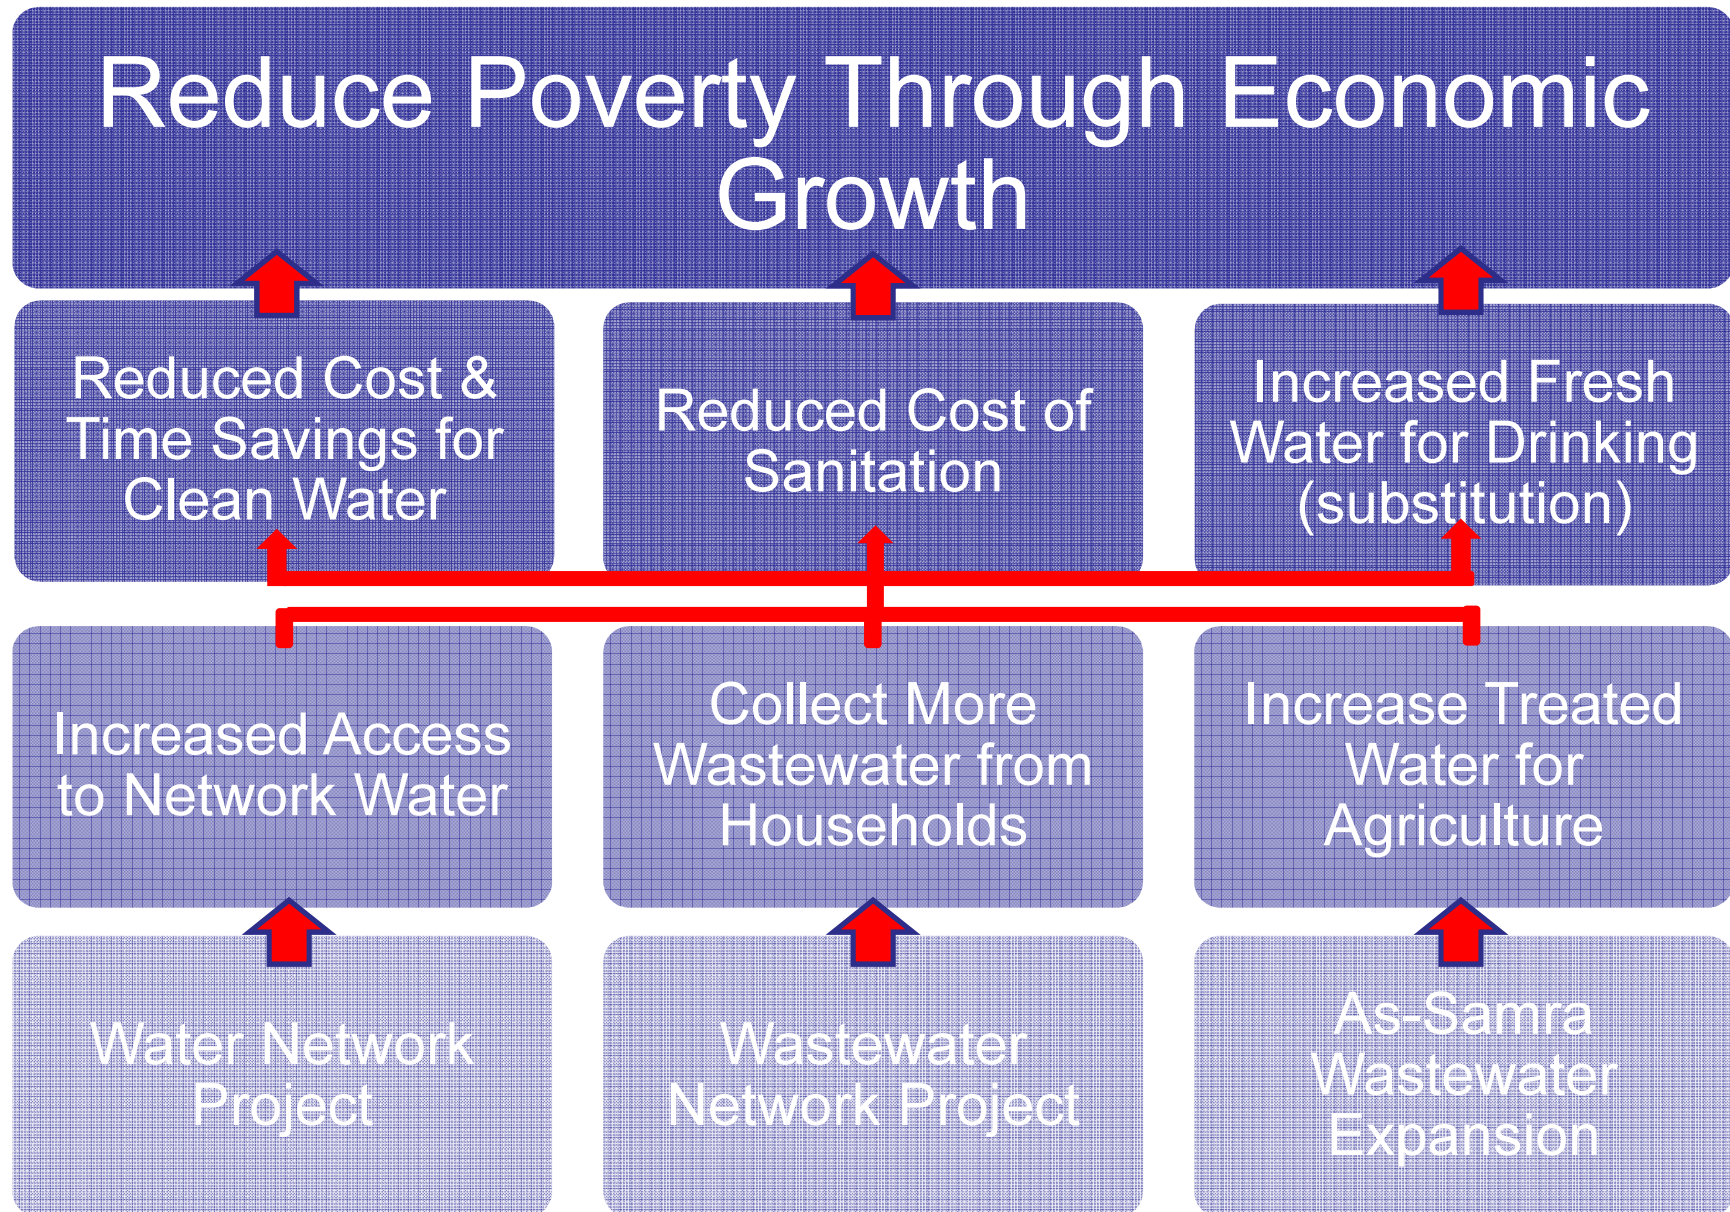 Reduce Poverty Through Economic
Growth
Reduced Cost &
Time Savings for
Clean Water
Reduced Cost of
Sanitation
Increased Fresh
Water for Drinking
(substitution)
Increased Access
to Network Water
Collect More
Wastewater from
Households
Increase Treated
Water for
Agriculture
Water Network
Project
Wastewater
Network Project
As-Samra
Wastewater
Expansion